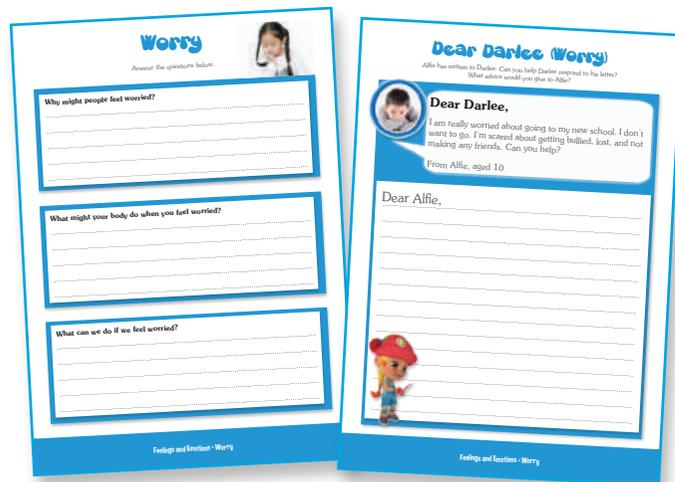 Worry
Answer the questions below.
Why might people feel worried?
What might your body do when you feel worried?
What can we do if we feel worried?
Feelings and Emotions • Worry
Dear Darlee (Worry)
Alfie has written to Darlee. Can you help Darlee respond to his letter?
What advice would you give to Alfie?
Dear Darlee,
I am really worried about going to my new school. I don't
want to go. I'm scared about getting bullied, lost, and not
making any friends. Can you help?
From Alfie, aged 10
Dear Alfie,
Feelings and Emotions • Worry